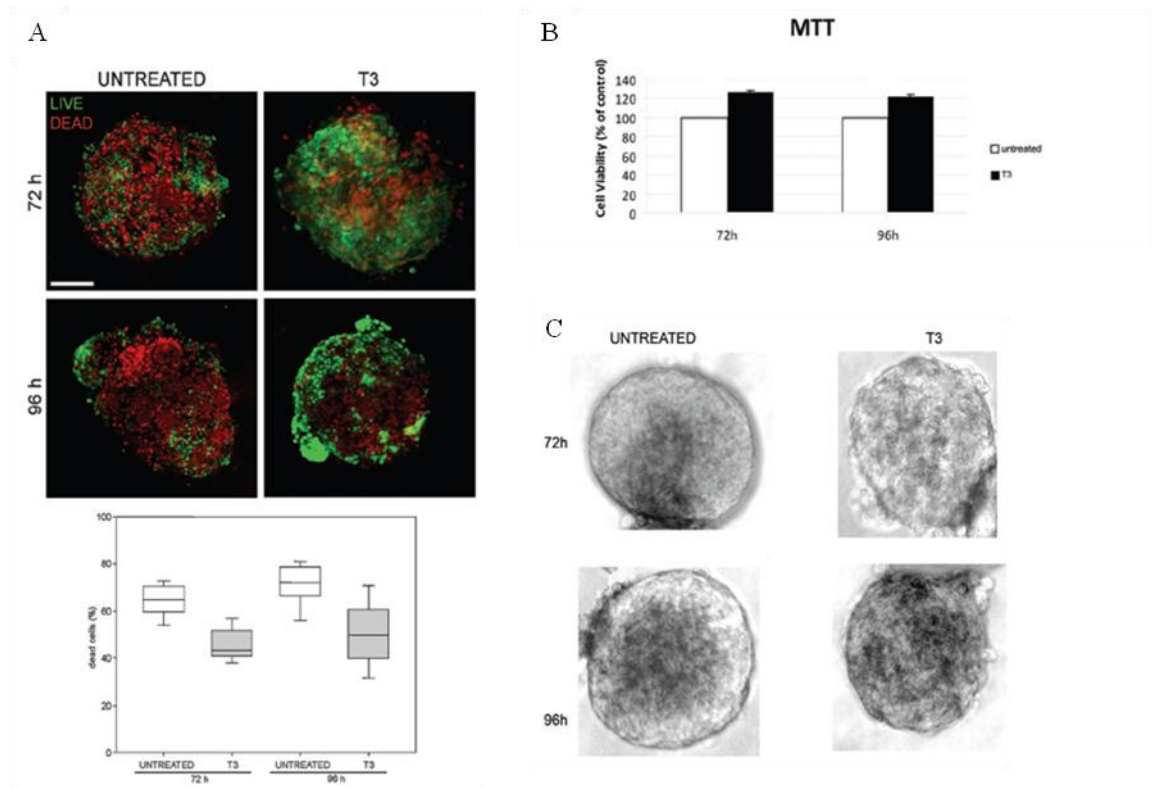 A
UNTREATED T3
LIVE
DEAD
72 h
96 h
100
80
60
40
20
0
dead cells (%)
UNTREATED T3 UNTREATED T3
72 h 96 h
B
MTT
Cell Viability (% of control)
140
120
100
80
60
40
20
0
72h 96h
untreated
T3
C
UNTREATED T3
72h
96h